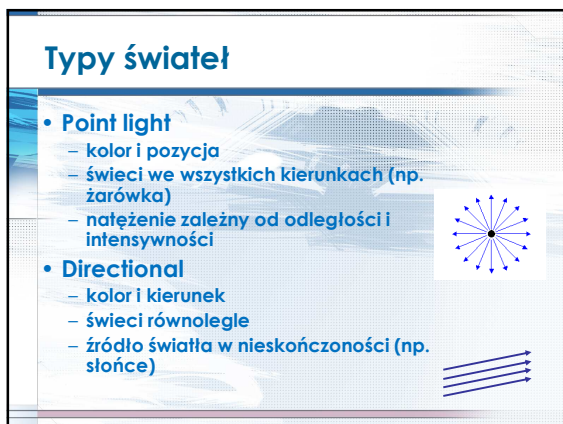 Typy świateł
• Point light
– kolor i pozycja
– świeci we wszystkich kierunkach (np.
żarówka)
– natężenie zależny od odległości i
intensywności
• Directional
– kolor i kierunek
– świeci równolegle
– źródło światła w nieskończoności (np.
słońce)